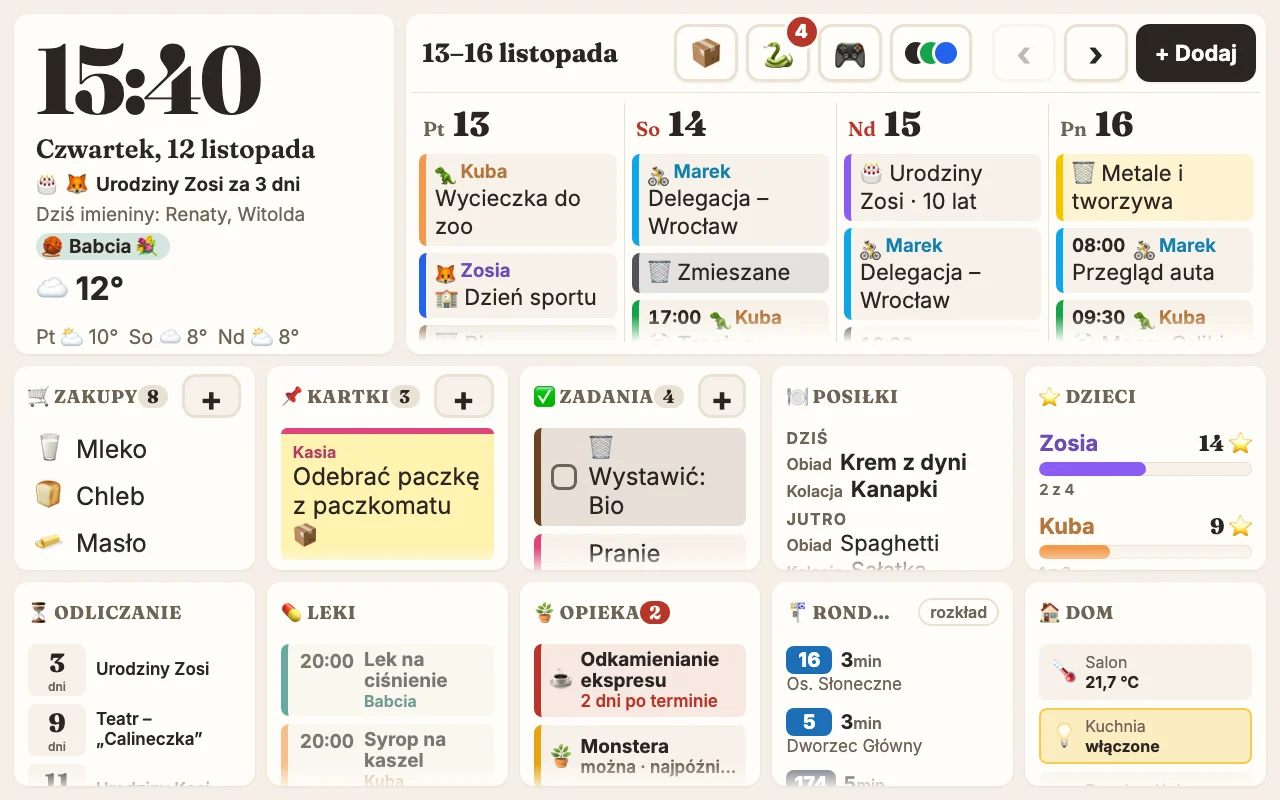 15:40
Czwartek, 12 listopada
Urodziny Zosi za 3 dni
Dziś imieniny: Renaty, Witolda
Babcia
12°
Pt 10° So 8° Nd 8°
13–16 listopada
4
‹
›
+ Dodaj
Pt 13
Kuba
Wycieczka do
zoo
Zosia
Dzień sportu
So 14
Marek
Delegacja –
Wrocław
Zmieszane
17:00 Kuba
Nd 15
Urodziny
Zosi · 10 lat
Marek
Delegacja –
Wrocław
Pn 16
Metale i
tworzywa
08:00 Marek
Przegląd auta
09:30 Kuba
ZAKUPY 8
+
Mleko
Chleb
Masło
KARTKI 3
+
Kasia
Odebrać paczkę
z paczkomatu
ZADANIA 4
+
Wystawić:
Bio
Pranie
POSIŁKI
DZIŚ
Obiad Krem z dyni
Kolacja Kanapki
JUTRO
Obiad Spaghetti
Kolacja Sałatka
DZIECI
Zosia 14
2 z 4
Kuba 9
ODLICZANIE
3
dni
Urodziny Zosi
9
dni
Teatr –
„Calineczka”
11
LEKI
20:00 Lek na
ciśnienie
Babcia
20:00 Syrop na
kaszel
Kuba
OPIEKA 2
Odkamienianie
ekspresu
2 dni po terminie
Monstera
można · najpóźni...
ROND...
rozkład
16 3min
Os. Słoneczne
5 3min
Dworzec Główny
174 5min
DOM
Salon
21,7 °C
Kuchnia
włączone